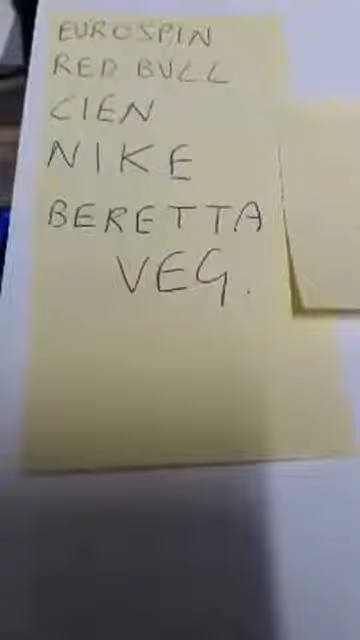 EUROSPIN
RED BULL
CIEN
NIKE
BERETTA
VEG.